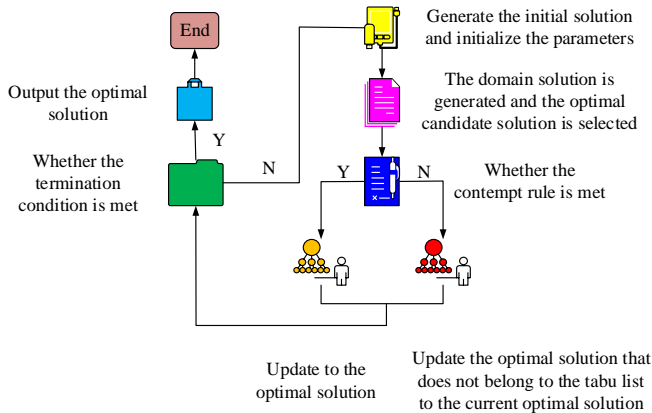 End
Generate the initial solution
and initialize the parameters
Output the optimal
solution
The domain solution is
generated and the optimal
candidate solution is selected
Y
N
Whether the
termination
condition is met
Y
N
Whether the
contempt rule is met
Update to the
optimal solution
Update the optimal solution that
does not belong to the tabu list
to the current optimal solution